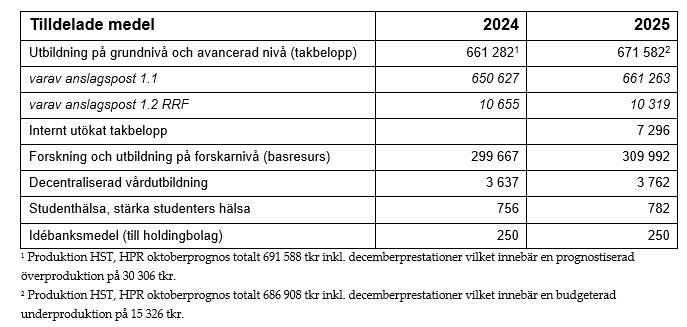 Tilldelade medel 2024 2025
Utbildning på grundnivå och avancerad nivå (takbelopp) 661 282¹ 671 582²
varav anslagspost 1.1 650 627 661 263
varav anslagspost 1.2 RRF 10 655 10 319
Internt utökat takbelopp 7 296
Forskning och utbildning på forskarnivå (basresurs) 299 667 309 992
Decentraliserad vårdutbildning 3 637 3 762
Studenthälsa, stärka studenters hälsa 756 782
Idébanksmedel (till holdingbolag) 250 250
¹ Produktion HST, HPR oktoberprognos totalt 691 588 tkr inkl. decemberprestationer vilket innebär en prognostiserad
överproduktion på 30 306 tkr.
² Produktion HST, HPR oktoberprognos totalt 686 908 tkr inkl. decemberprestationer vilket innebär en budgeterad
underproduktion på 15 326 tkr.